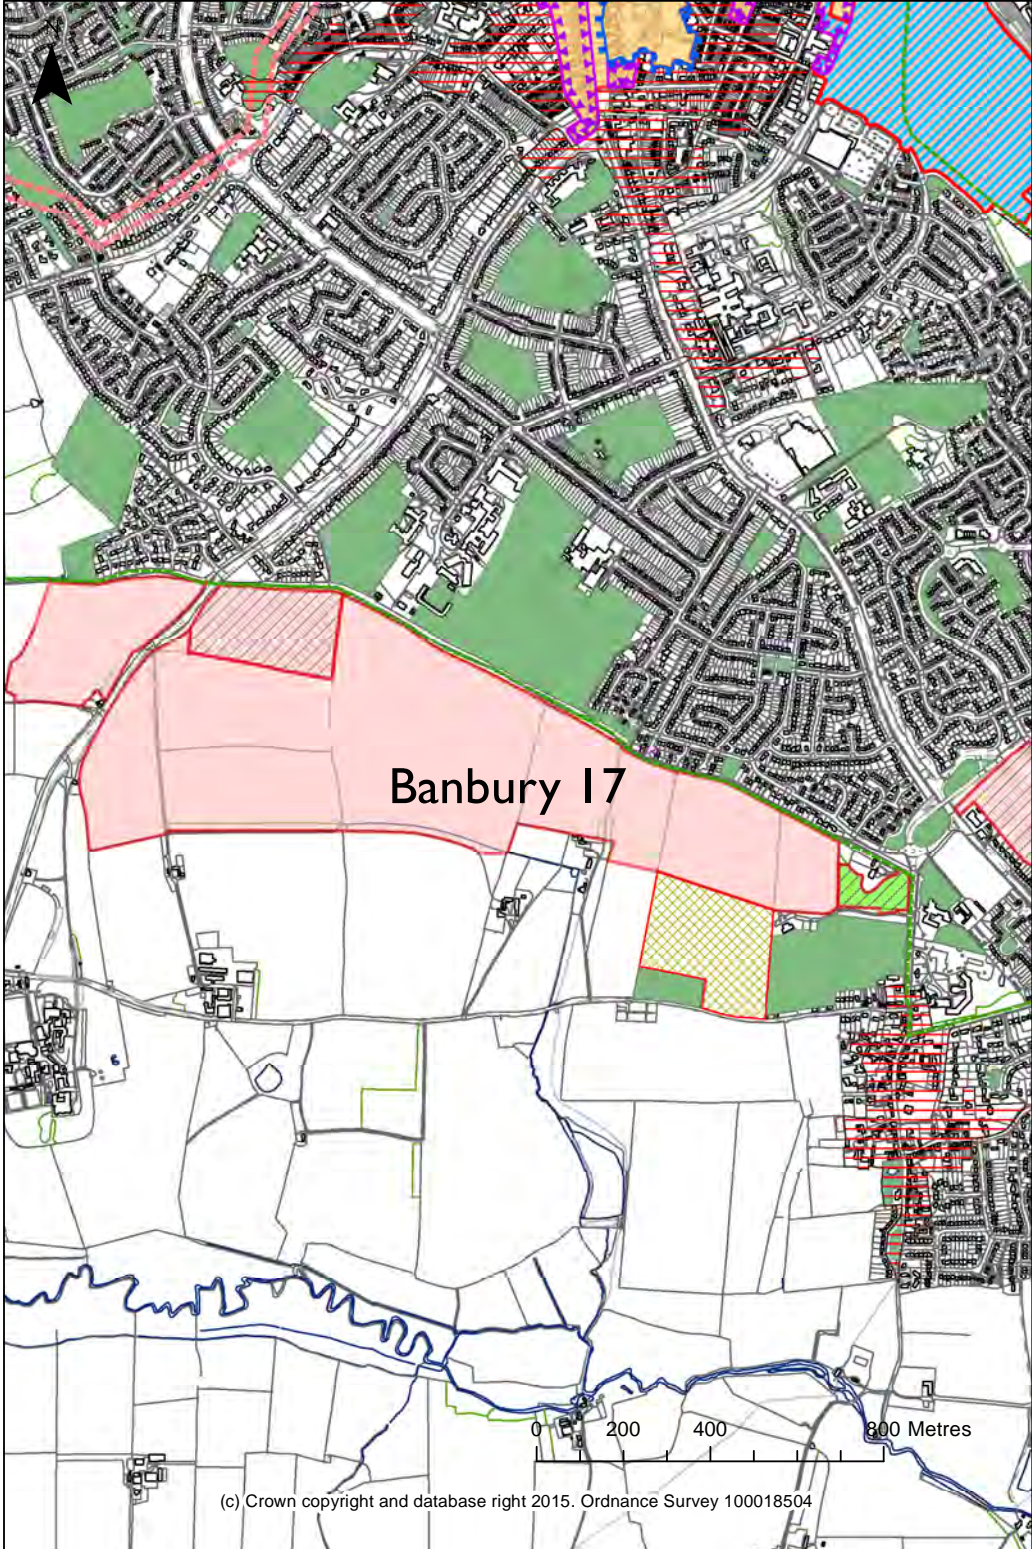 Banbury 17
0 200 400 800 Metres
(c) Crown copyright and database right 2015. Ordnance Survey 100018504